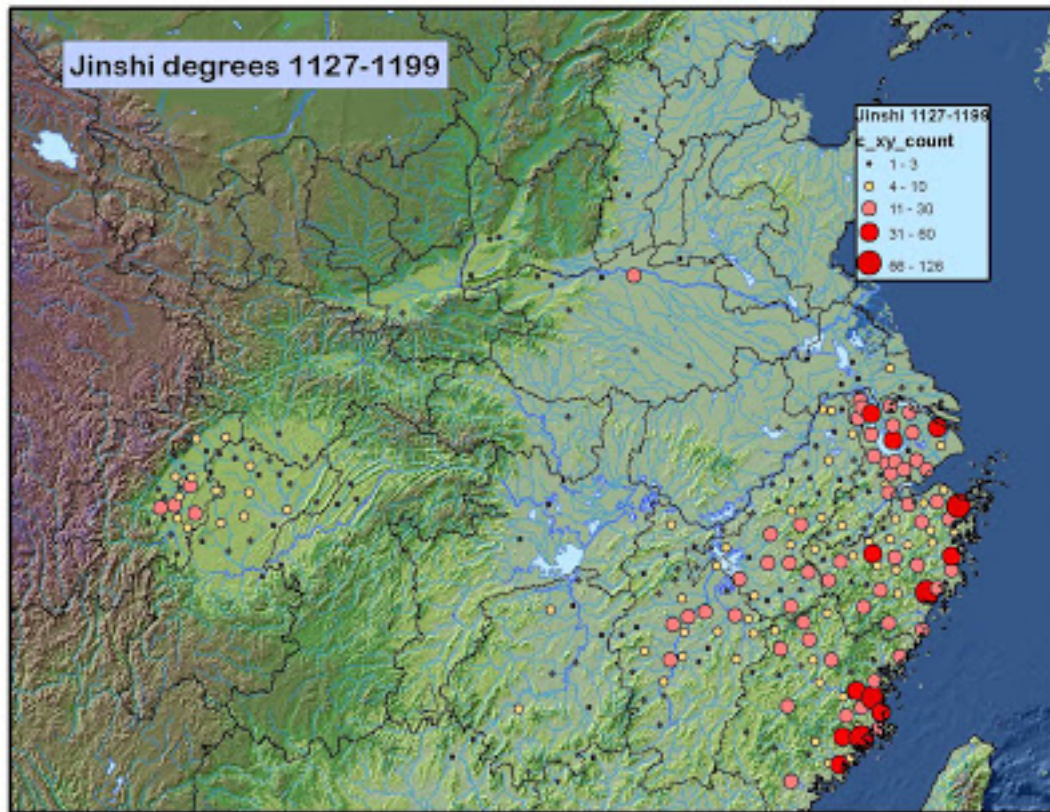 Jinshi degrees 1127-1199
Jinshi 1127-1199
c_xy_count
1 - 3
4 - 10
11 - 30
31 - 60
66 - 126